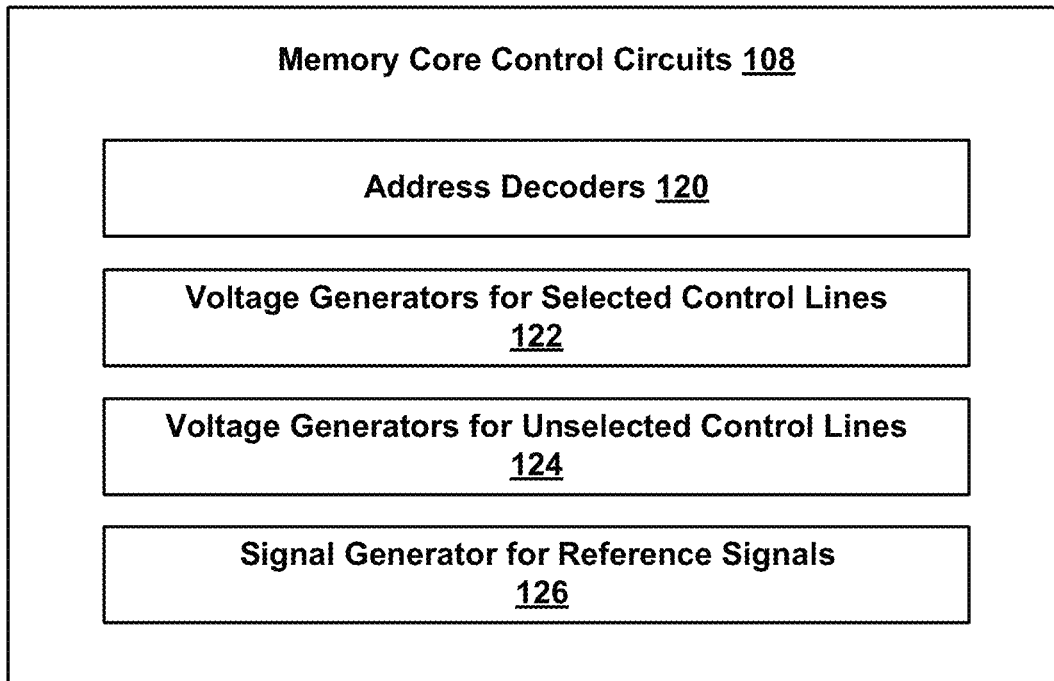 Memory Core Control Circuits 108
Address Decoders 120
Voltage Generators for Selected Control Lines
122
Voltage Generators for Unselected Control Lines
124
Signal Generator for Reference Signals
126